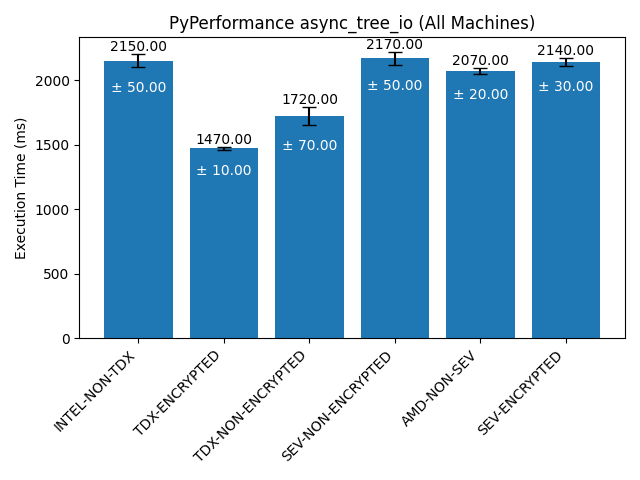 PyPerformance async_tree_io (All Machines)
Execution Time (ms)
2000
1500
1000
500
0
2150.00
± 50.00
1470.00
± 10.00
1720.00
± 70.00
2170.00
± 50.00
2070.00
± 20.00
2140.00
± 30.00
INTEL-NON-TDX
TDX-ENCRYPTED
TDX-NON-ENCRYPTED
SEV-NON-ENCRYPTED
AMD-NON-SEV
SEV-ENCRYPTED